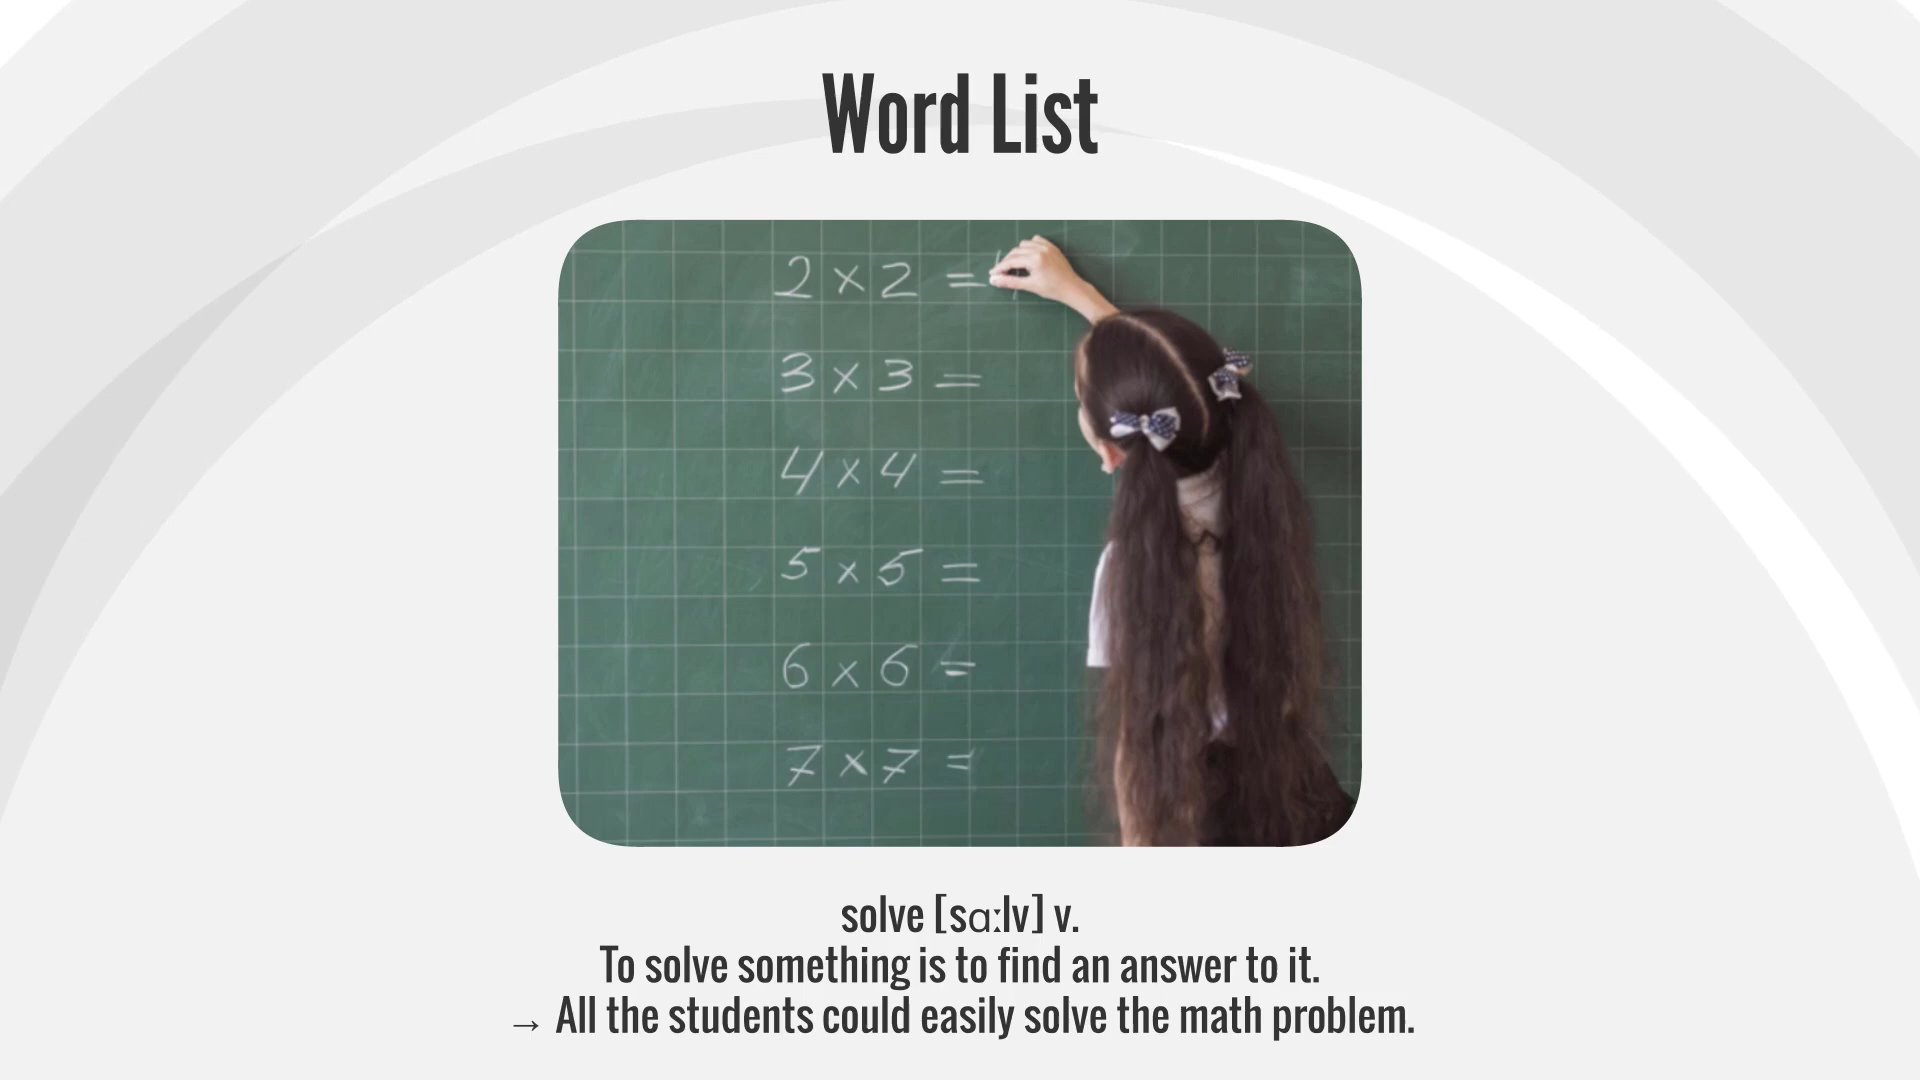 Word List
2 × 2 =
3 × 3 =
4 × 4 =
5 × 5 =
6 × 6 =
7 × 7 =
solve [sɑːlv] v.
To solve something is to find an answer to it.
→ All the students could easily solve the math problem.